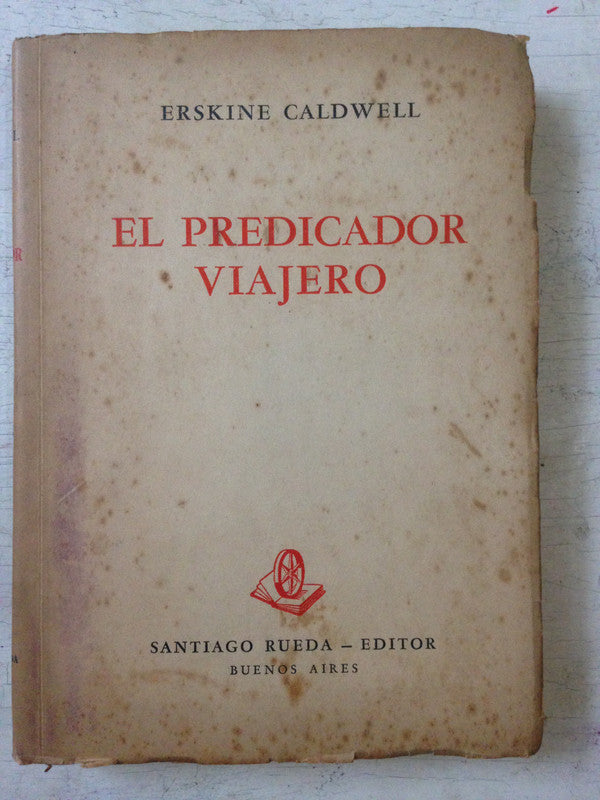 ERSKINE CALDWELL
EL PREDICADOR
VIAJERO
SANTIAGO RUEDA – EDITOR
BUENOS AIRES